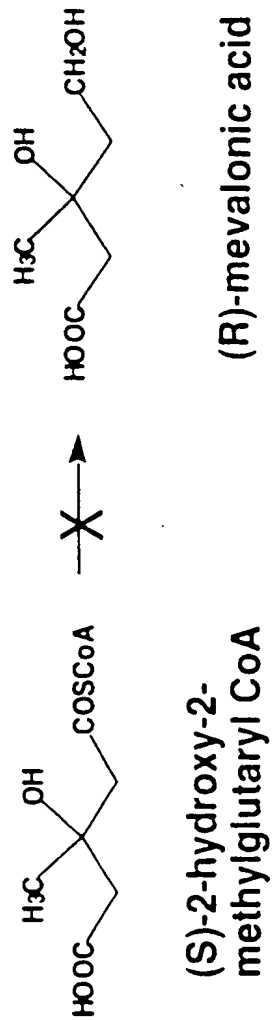 H3C OH
HOOC COSCoA
(S)-2-hydroxy-2-
methylglutaryl CoA
H3C OH
HOOC CH2OH
(R)-mevalonic acid